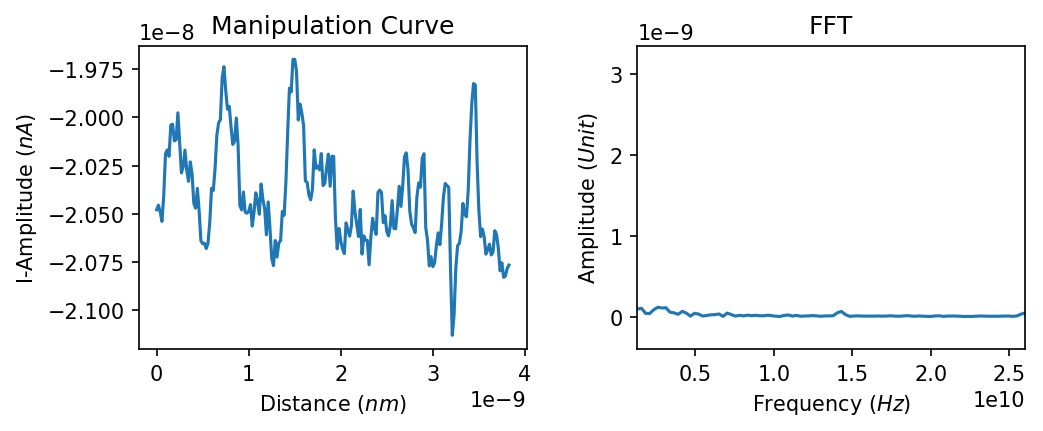 Manipulation Curve
1e−8
−1.975
−2.000
−2.025
−2.050
−2.075
−2.100
I-Amplitude (nA)
0 1 2 3 4
Distance (nm)
1e−9
FFT
1e−9
3
2
1
0
Amplitude (Unit)
0.5 1.0 1.5 2.0 2.5
Frequency (Hz)
1e10